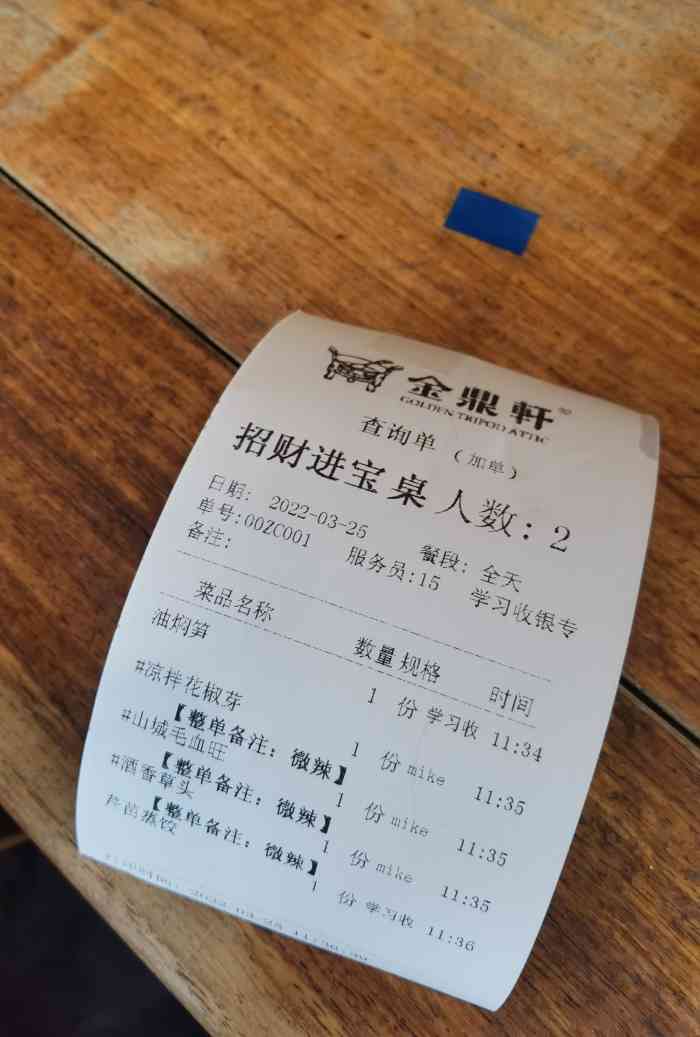 金鼎轩
GOLDEN TRIPOD ATTIC
查询单（加单）
招财进宝桌 人数：2
日期： 2022-03-25 餐段：全天
单号:00ZC001 服务员:15 学习收银专
备注：
菜品名称 数量 规格 时间
油焖笋 1 份 学习收 11:34
#凉拌花椒芽 1 份 mike 11:35
【整单备注：微辣】
#山城毛血旺 1 份 mike 11:35
【整单备注：微辣】
#酒香草头 1 份 mike 11:35
【整单备注：微辣】
荠苗蒸饺 1 份 学习收 11:36